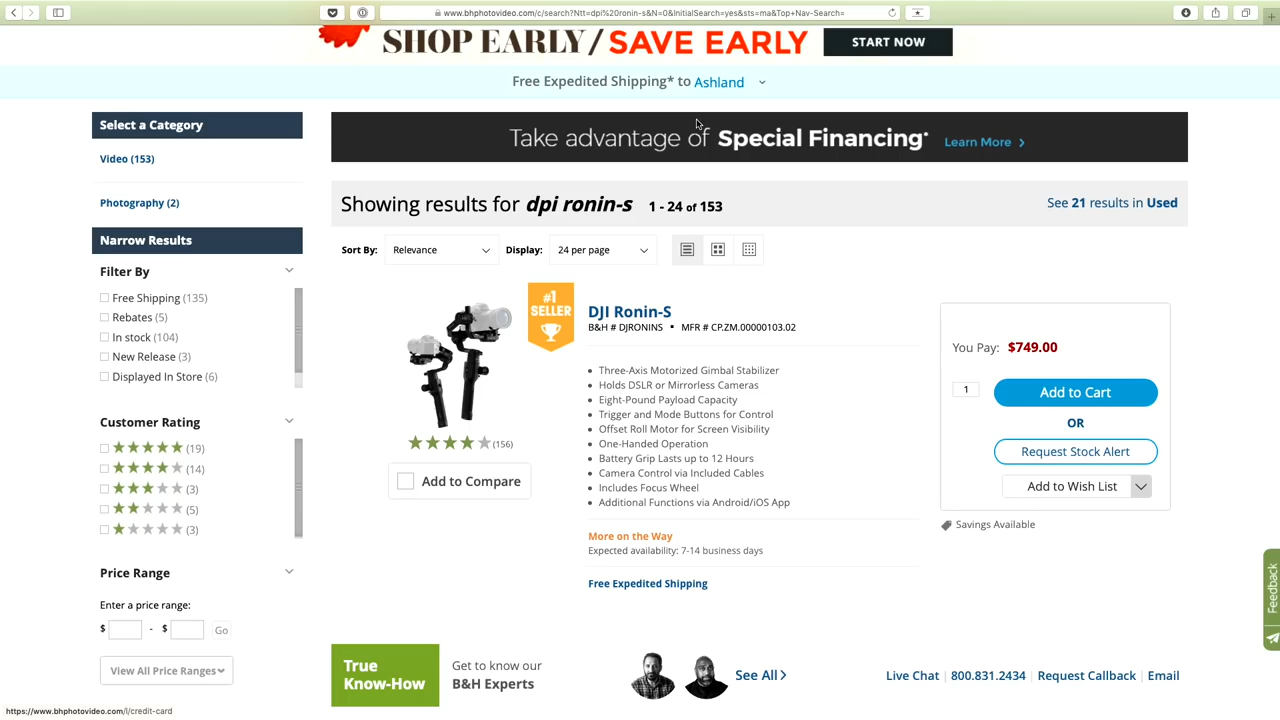 www.bhphotovideo.com/c/search?Ntt=dpi%20ronin-s&N=0&InitialSearch=yes&sts=ma&Top+Nav-Search=
SHOP EARLY/SAVE EARLY
START NOW
Free Expedited Shipping* to Ashland
Select a Category
Video (153)
Photography (2)
Narrow Results
Filter By
Free Shipping (135)
Rebates (5)
In stock (104)
New Release (3)
Displayed In Store (6)
Customer Rating
(19)
(14)
(3)
(5)
(3)
Price Range
Enter a price range:
$ - $ Go
View All Price Ranges
Take advantage of Special Financing* Learn More >
Showing results for dpi ronin-s 1 - 24 of 153
See 21 results in Used
Sort By: Relevance Display: 24 per page
#1
SELLER
DJI Ronin-S
B&H # DJRONINS • MFR # CP.ZM.00000103.02
• Three-Axis Motorized Gimbal Stabilizer
• Holds DSLR or Mirrorless Cameras
• Eight-Pound Payload Capacity
• Trigger and Mode Buttons for Control
• Offset Roll Motor for Screen Visibility
• One-Handed Operation
• Battery Grip Lasts up to 12 Hours
• Camera Control via Included Cables
• Includes Focus Wheel
• Additional Functions via Android/iOS App
(156)
Add to Compare
More on the Way
Expected availability: 7-14 business days
Free Expedited Shipping
You Pay: $749.00
1
Add to Cart
OR
Request Stock Alert
Add to Wish List
Savings Available
Feedback
True
Know-How
Get to know our
B&H Experts
See All >
Live Chat | 800.831.2434 | Request Callback | Email
https://www.bhphotovideo.com/l/credit-card